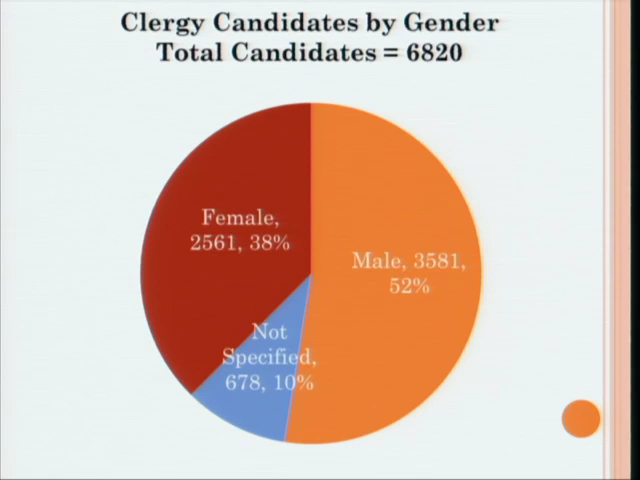 Clergy Candidates by Gender
Total Candidates = 6820
Female,
2561, 38%
Male, 3581,
52%
Not
Specified,
678, 10%